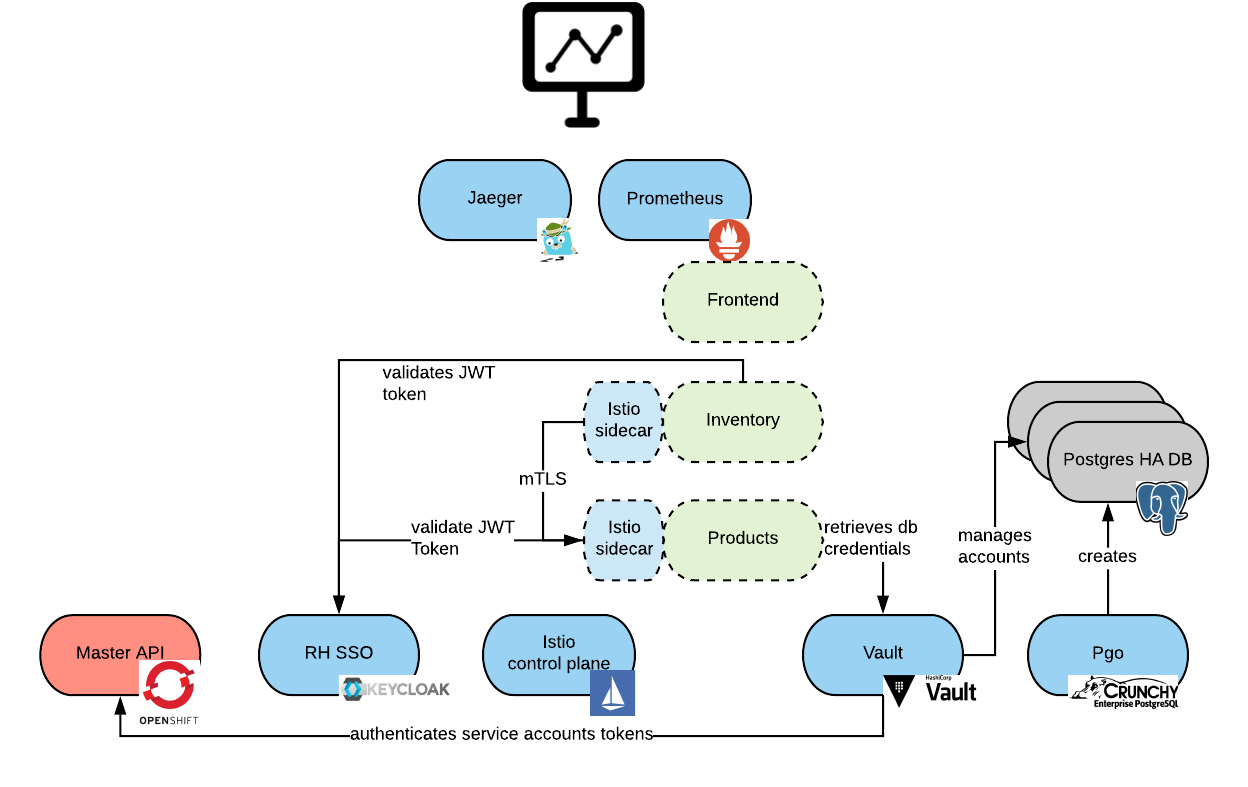 Jaeger
Prometheus
Frontend
validates JWT
token
Istio
sidecar
Inventory
mTLS
Postgres HA DB
validate JWT
Token
Istio
sidecar
Products
retrieves db
credentials
manages
accounts
creates
Master API
OPENSHIFT
RH SSO
KEYCLOAK
Istio
control plane
Vault
HashiCorp
Vault
Pgo
CRUNCHY
Enterprise PostgreSQL
authenticates service accounts tokens